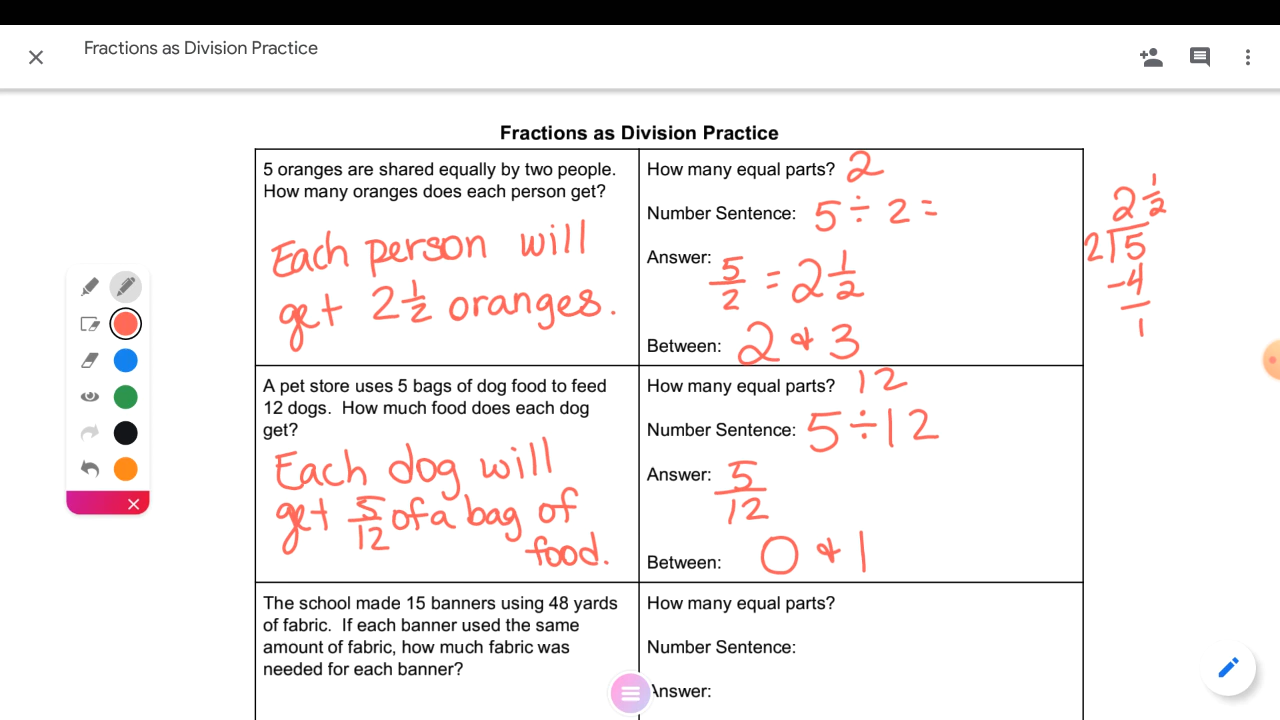 Fractions as Division Practice
Fractions as Division Practice
5 oranges are shared equally by two people.
How many oranges does each person get?
Each person will
get 2 1/2 oranges.
How many equal parts? 2
Number Sentence: 5 ÷ 2 =
Answer: 5/2 = 2 1/2
Between: 2 & 3
2 1/2
2)5
-4
1
A pet store uses 5 bags of dog food to feed
12 dogs. How much food does each dog
get?
Each dog will
get 5/12 of a bag of
food.
How many equal parts? 12
Number Sentence: 5 ÷ 12
Answer: 5/12
Between: 0 & 1
The school made 15 banners using 48 yards
of fabric. If each banner used the same
amount of fabric, how much fabric was
needed for each banner?
How many equal parts?
Number Sentence:
Answer: